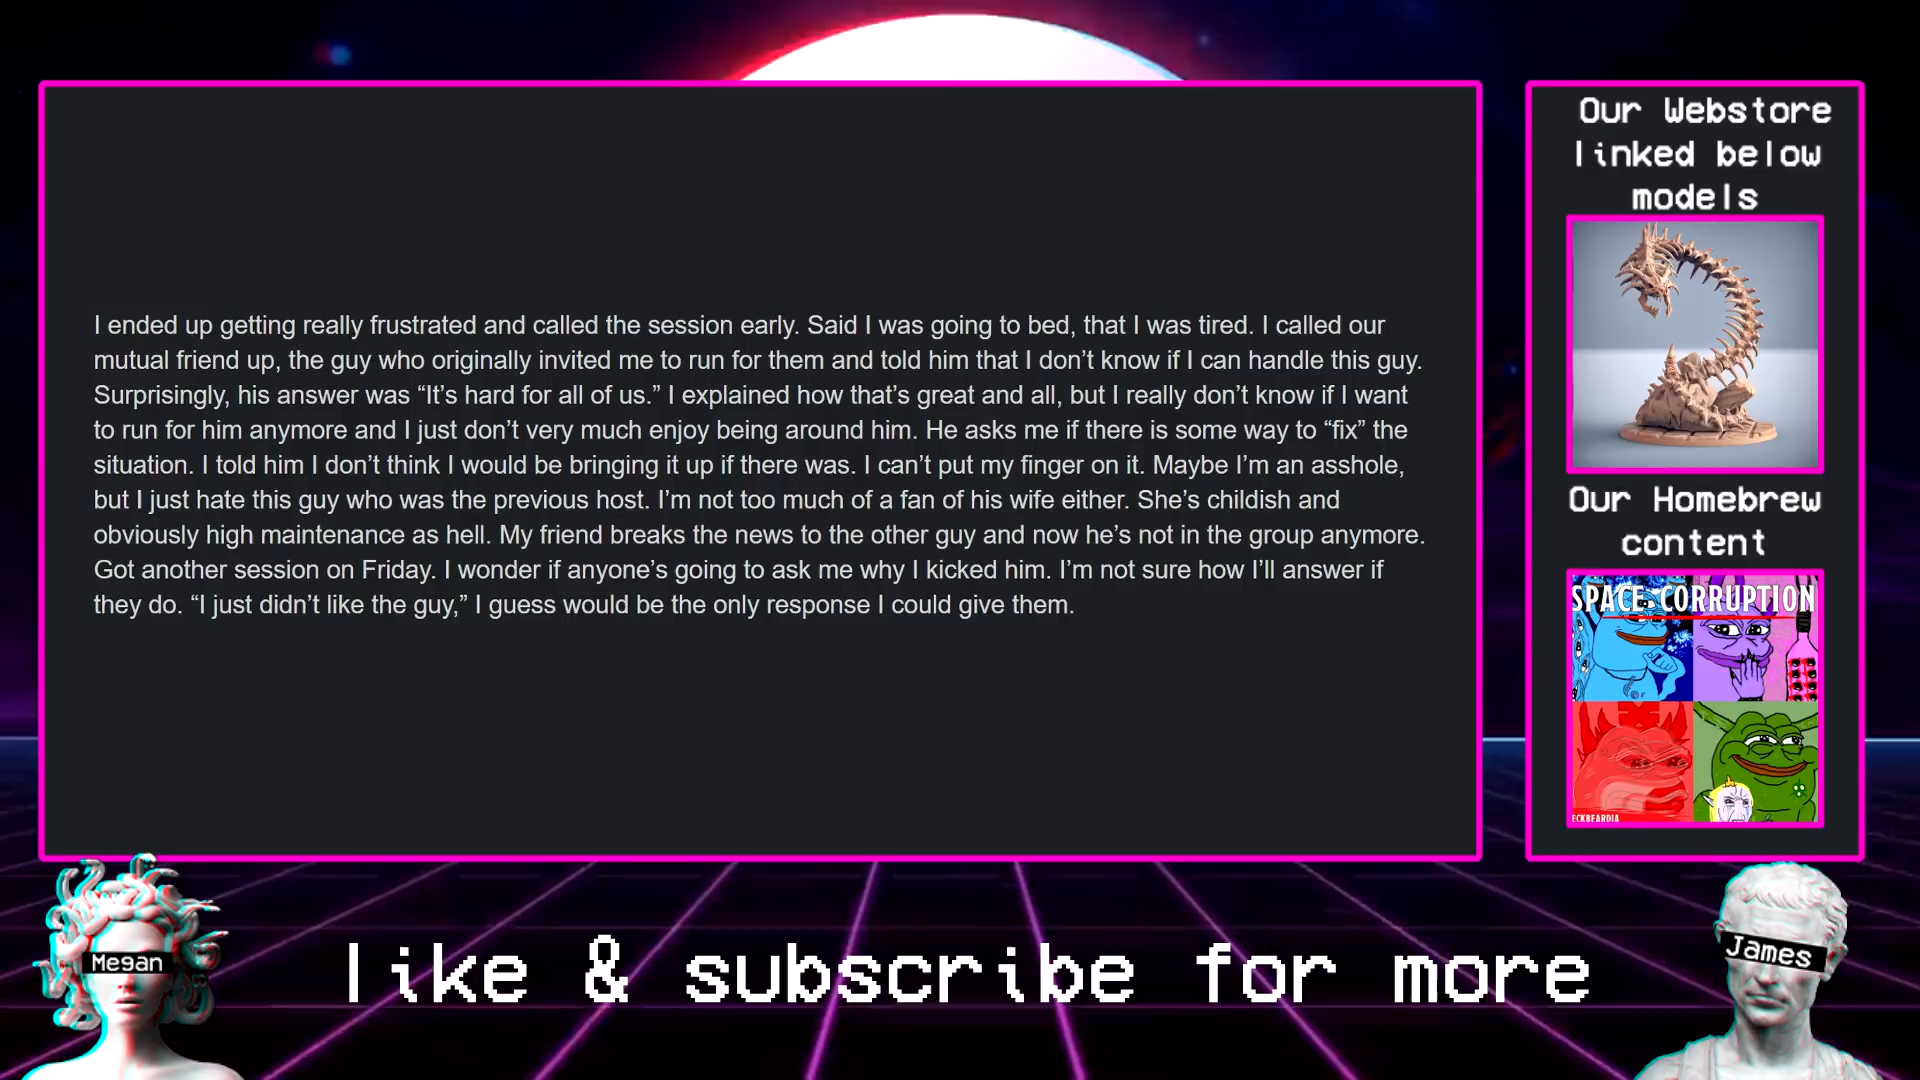 I ended up getting really frustrated and called the session early. Said I was going to bed, that I was tired. I called our
mutual friend up, the guy who originally invited me to run for them and told him that I don’t know if I can handle this guy.
Surprisingly, his answer was “It’s hard for all of us.” I explained how that’s great and all, but I really don’t know if I want
to run for him anymore and I just don’t very much enjoy being around him. He asks me if there is some way to “fix” the
situation. I told him I don’t think I would be bringing it up if there was. I can’t put my finger on it. Maybe I’m an asshole,
but I just hate this guy who was the previous host. I’m not too much of a fan of his wife either. She’s childish and
obviously high maintenance as hell. My friend breaks the news to the other guy and now he’s not in the group anymore.
Got another session on Friday. I wonder if anyone’s going to ask me why I kicked him. I’m not sure how I’ll answer if
they do. “I just didn’t like the guy,” I guess would be the only response I could give them.
Our Webstore
linked below
models
Our Homebrew
content
SPACE CORRUPTION
ECKBEARDIA
Megan
like & subscribe for more
James